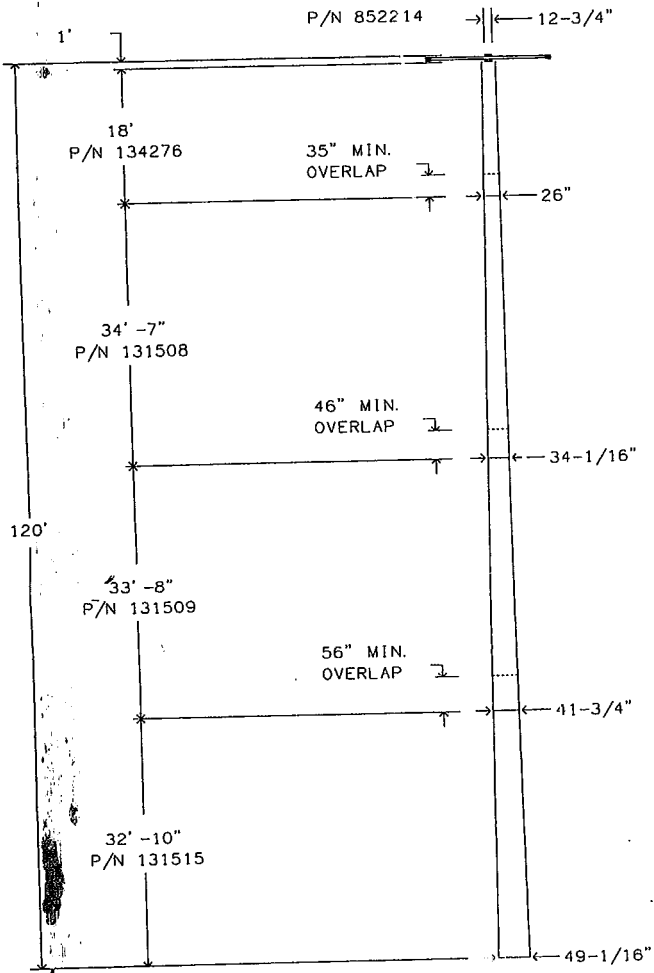 P/N 852214
12-3/4"
1'
18'
P/N 134276
35" MIN.
OVERLAP
26"
34'-7"
P/N 131508
46" MIN.
OVERLAP
34-1/16"
120'
33'-8"
P/N 131509
56" MIN.
OVERLAP
41-3/4"
32'-10"
P/N 131515
49-1/16"